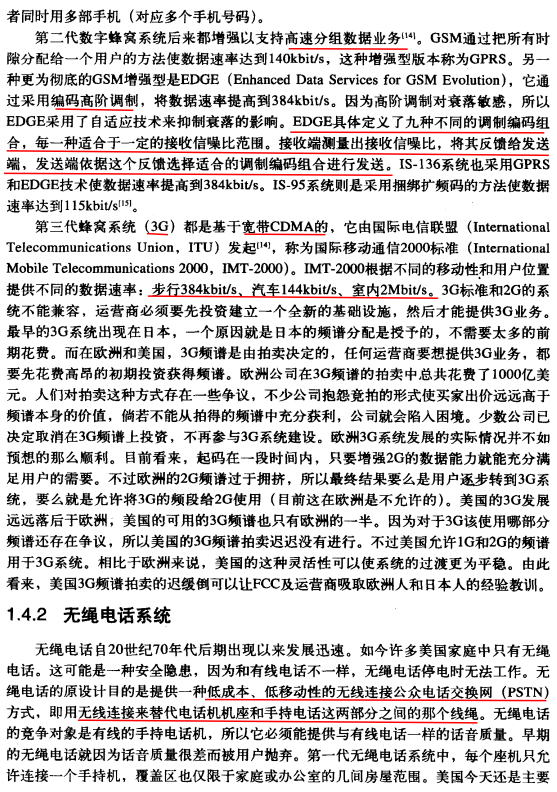 者同时用多部手机（对应多个手机号码）。
第二代数字蜂窝系统后来都增强以支持高速分组数据业务[14]。GSM通过把所有时
隙分配给一个用户的方法使数据速率达到140kbit/s，这种增强型版本称为GPRS。另一
种更为彻底的GSM增强型是EDGE（Enhanced Data Services for GSM Evolution），它通
过采用编码高阶调制，将数据速率提高到384kbit/s。因为高阶调制对衰落敏感，所以
EDGE采用了自适应技术来抑制衰落的影响。EDGE具体定义了九种不同的调制编码组
合，每一种适合于一定的接收信噪比范围。接收端测量出接收信噪比，将其反馈给发送
端，发送端依据这个反馈选择适合的调制编码组合进行发送。IS-136系统也采用GPRS
和EDGE技术使数据速率提高到384kbit/s。IS-95系统则是采用捆绑扩频码的方法使数据
速率达到115kbit/s[15]。
第三代蜂窝系统（3G）都是基于宽带CDMA的，它由国际电信联盟（International
Telecommunications Union，ITU）发起[14]，称为国际移动通信2000标准（International
Mobile Telecommunications 2000，IMT-2000）。IMT-2000根据不同的移动性和用户位置
提供不同的数据速率：步行384kbit/s、汽车144kbit/s、室内2Mbit/s。3G标准和2G的系
统不能兼容，运营商必须要先投资建立一个全新的基础设施，然后才能提供3G业务。
最早的3G系统出现在日本，一个原因就是日本的频谱分配是授予的，不需要太多的前
期花费。而在欧洲和美国，3G频谱是由拍卖决定的，任何运营商要想提供3G业务，都
要先花费高昂的初期投资获得频谱。欧洲公司在3G频谱的拍卖中总共花费了1000亿美
元。人们对拍卖这种方式存在一些争议，不少公司抱怨竞拍的形式使买家出价远远高于
频谱本身的价值，倘若不能从拍得的频谱中充分获利，公司就会陷入困境。少数公司已
决定取消在3G频谱上投资，不再参与3G系统建设。欧洲3G系统发展的实际情况并不如
预想的那么顺利。目前看来，起码在一段时间内，只要增强2G的数据能力就能充分满
足用户的需要。不过欧洲的2G频谱过于拥挤，所以最终结果要么是用户逐步转到3G系
统，要么就是允许将3G的频段给2G使用（目前这在欧洲是不允许的）。美国的3G发展
远远落后于欧洲，美国的可用的3G频谱也只有欧洲的一半。因为对于3G该使用哪部分
频谱还存在争议，所以美国的3G频谱拍卖迟迟没有进行。不过美国允许1G和2G的频谱
用于3G系统。相比于欧洲来说，美国的这种灵活性可以使系统的过渡更为平稳。由此
看来，美国3G频谱拍卖的迟缓倒可以让FCC及运营商吸取欧洲人和日本人的经验教训。
1.4.2 无绳电话系统
无绳电话自20世纪70年代后期出现以来发展迅速。如今许多美国家庭中只有无绳
电话。这可能是一种安全隐患，因为和有线电话不一样，无绳电话停电时无法工作。无
绳电话的原设计目的是提供一种低成本、低移动性的无线连接公众电话交换网（PSTN）
方式，即用无线连接来替代电话机机座和手持电话这两部分之间的那个线绳。无绳电话
的竞争对象是有线的手持电话机，所以它必须能提供与有线电话一样的话音质量。早期
的无绳电话就因为话音质量很差而被用户抛弃。第一代无绳电话系统中，每个座机只允
许连接一个手持机，覆盖区也仅限于家庭或办公室的几间房屋范围。美国今天还是主要